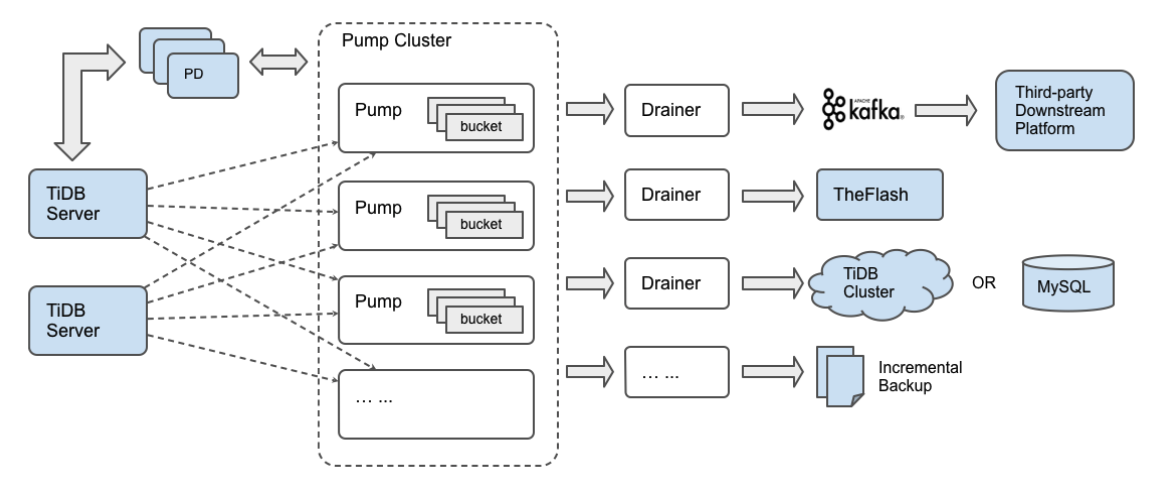 PD
Pump Cluster
TiDB
Server
TiDB
Server
Pump
bucket
Pump
bucket
Pump
bucket
... ...
Drainer
APACHE
kafka®
Third-party
Downstream
Platform
Drainer
TheFlash
Drainer
TiDB
Cluster
OR
MySQL
... ...
Incremental
Backup